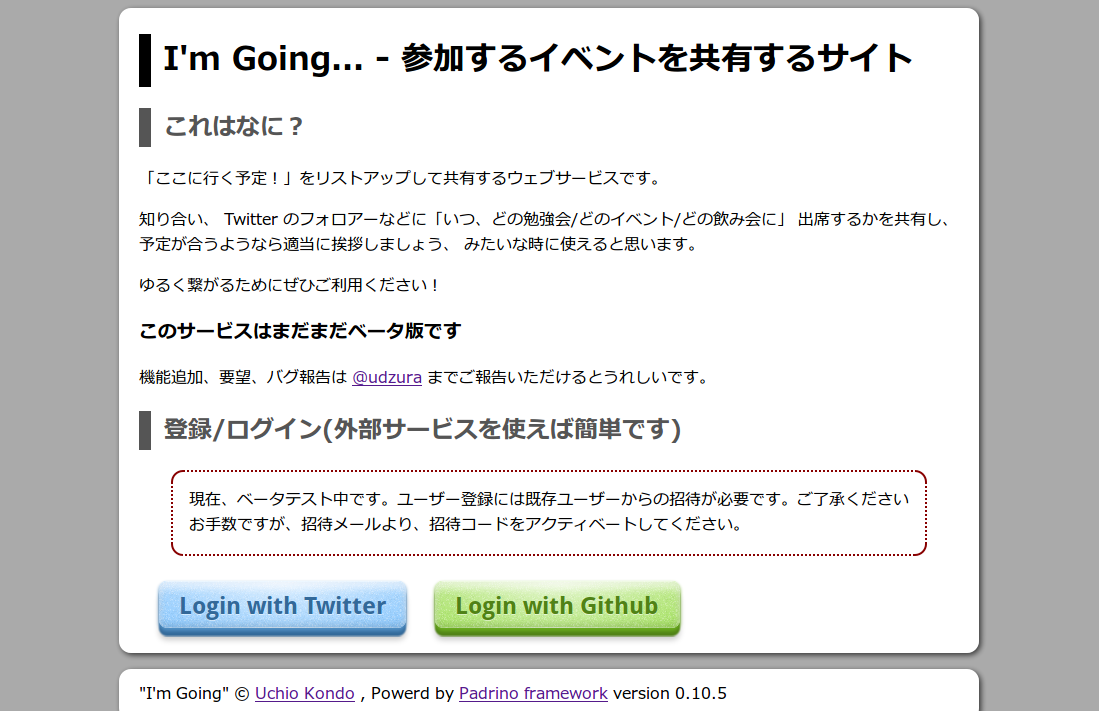 I'm Going... - 参加するイベントを共有するサイト
これはなに？
「ここに行く予定！」をリストアップして共有するウェブサービスです。
知り合い、 Twitter のフォロアーなどに「いつ、どの勉強会/どのイベント/どの飲み会に」 出席するかを共有し、
予定が合うようなら適当に挨拶しましょう、 みたいな時に使えると思います。
ゆるく繋がるためにぜひご利用ください！
このサービスはまだまだベータ版です
機能追加、要望、バグ報告は @udzura までご報告いただけるとうれしいです。
登録/ログイン(外部サービスを使えば簡単です)
現在、ベータテスト中です。ユーザー登録には既存ユーザーからの招待が必要です。ご了承ください
お手数ですが、招待メールより、招待コードをアクティベートしてください。
Login with Twitter Login with Github
"I'm Going" © Uchio Kondo , Powerd by Padrino framework version 0.10.5